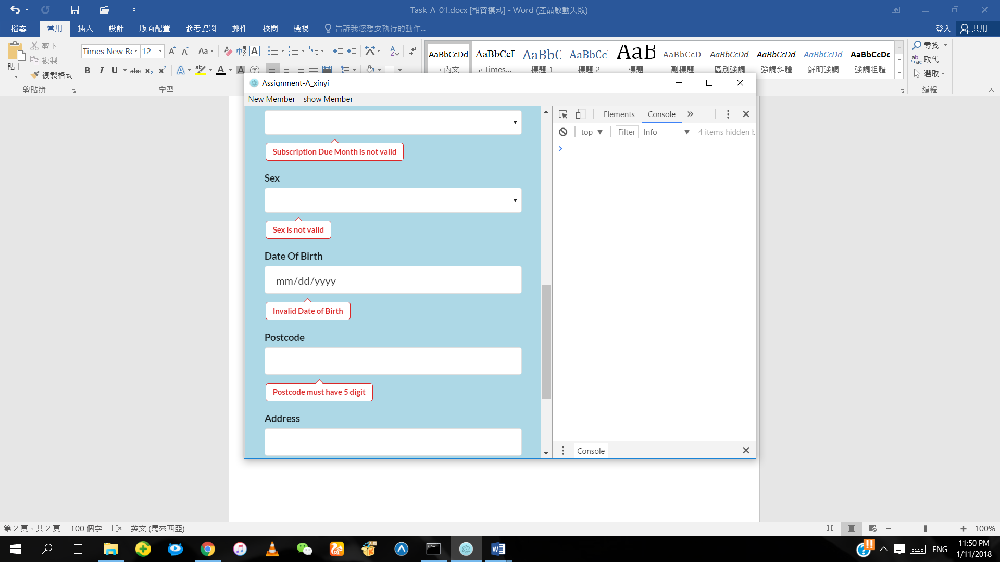 Task_A_01.docx [相容模式] - Word (產品啟動失敗)
檔案 常用 插入 設計 版面配置 參考資料 郵件 校閱 檢視 告訴我您想要執行的動作... 登入 共用
貼上 剪下 複製 複製格式
剪貼簿
Times New Rc 12
字型
AaBbCcDd AaBbCcI AaBbC AaBbCcI AaB AaBbCcD AaBbCcDd AaBbCcDd AaBbCcDd AaBbCcDc
內文 Times... 標題 1 標題 2 標題 副標題 區別強調 強調斜體 鮮明強調 強調粗體
尋找
取代
選取
編輯
Assignment-A_xinyi
New Member show Member
Subscription Due Month is not valid
Sex
Sex is not valid
Date Of Birth
mm/dd/yyyy
Invalid Date of Birth
Postcode
Postcode must have 5 digit
Address
Elements Console
top Filter Info 4 items hidden b
Console
第 2 頁，共 2 頁 100 個字 英文 (馬來西亞) 100%
ENG
11:50 PM
1/11/2018